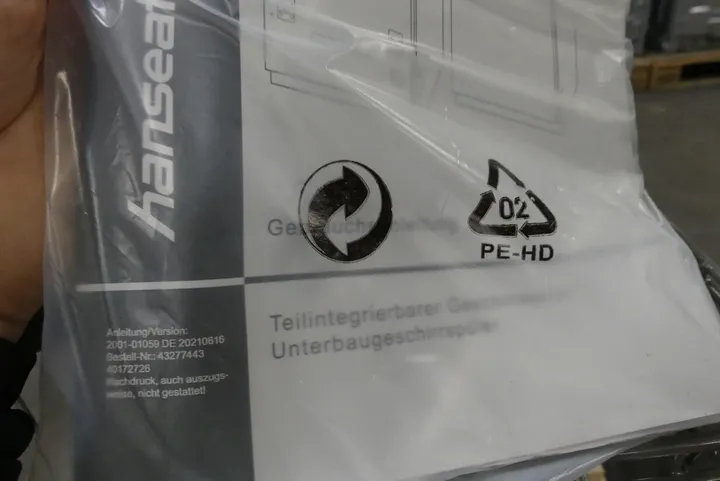 hanseat
02
PE-HD
Teilintegrierbarer
Unterbaugeschirrspüler
Anleitung/Version:
2001-01059 DE 20210816
Bestell-Nr.: 43277443
40172726
Nachdruck, auch auszugs-
weise, nicht gestattet!